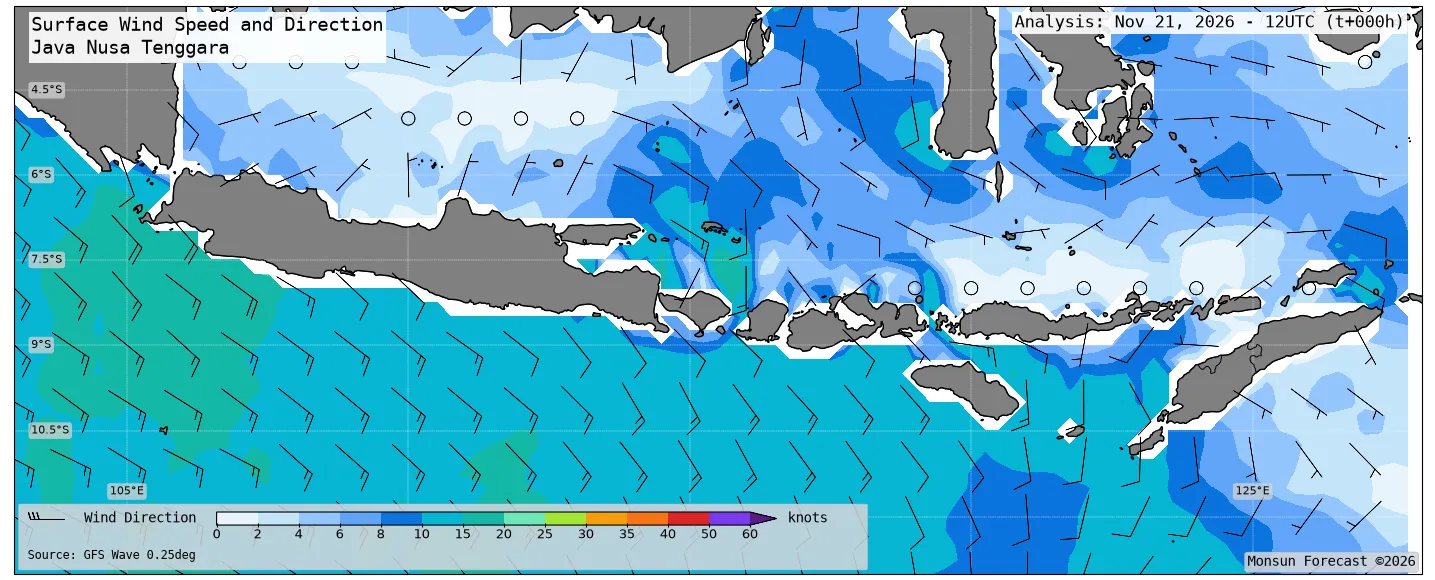 Surface Wind Speed and Direction
Java Nusa Tenggara
Analysis: Nov 21, 2026 - 12UTC (t+000h)
4.5°S
6°S
7.5°S
9°S
10.5°S
105°E
125°E
Wind Direction
0 2 4 6 8 10 15 20 25 30 35 40 50 60
knots
Source: GFS Wave 0.25deg
Monsun Forecast ©2026